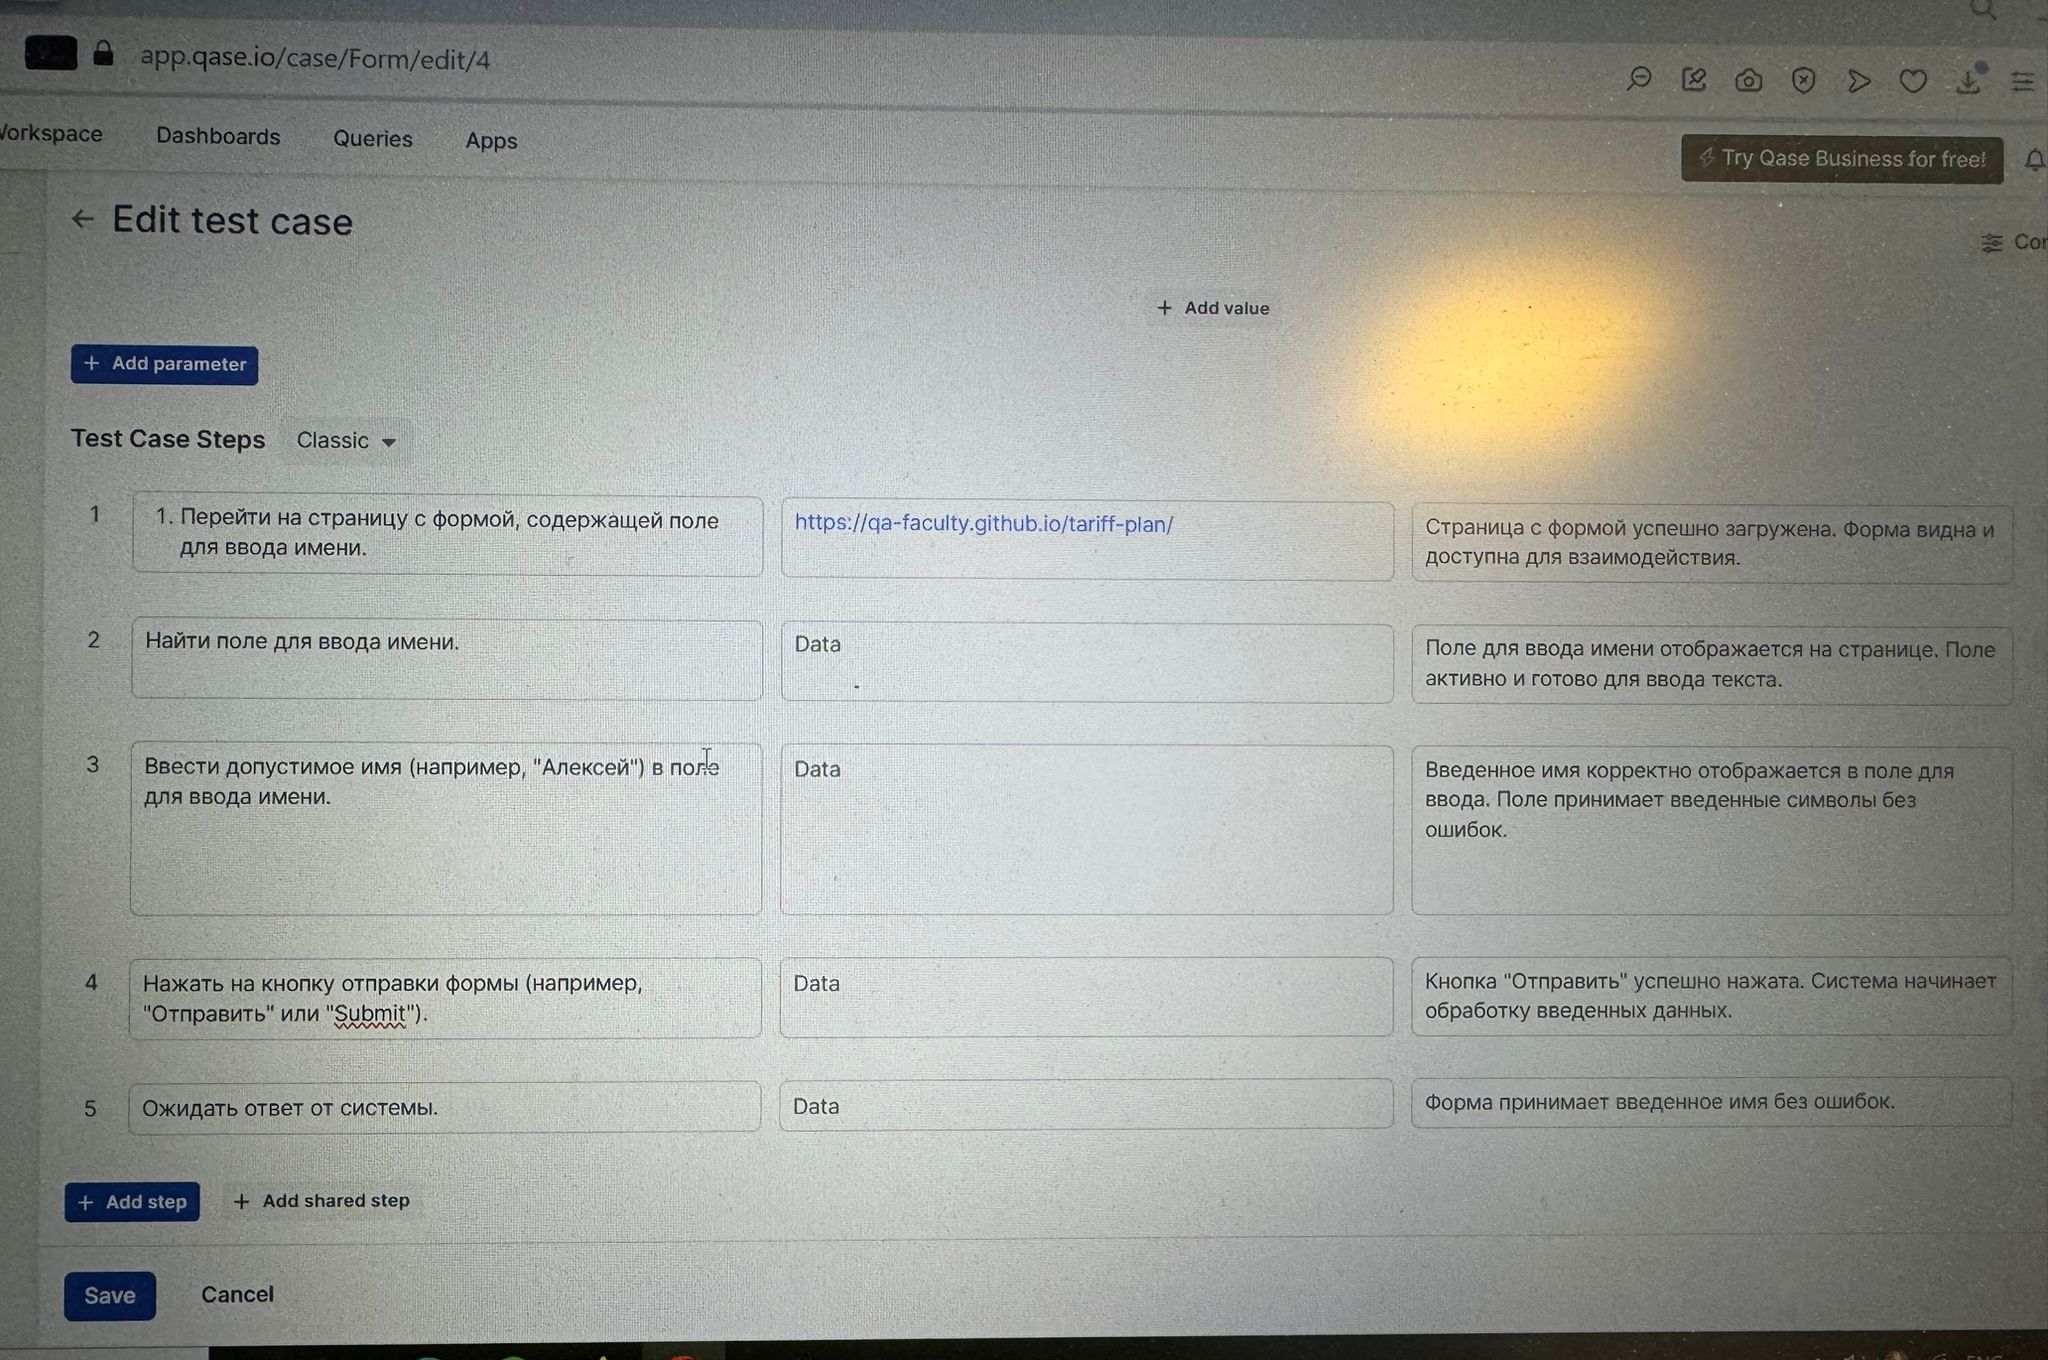 app.qase.io/case/Form/edit/4
Workspace Dashboards Queries Apps
Try Qase Business for free!
← Edit test case
+ Add value
+ Add parameter
Test Case Steps Classic
1
1. Перейти на страницу с формой, содержащей поле
для ввода имени.
https://qa-faculty.github.io/tariff-plan/
Страница с формой успешно загружена. Форма видна и
доступна для взаимодействия.
2
Найти поле для ввода имени.
Data
Поле для ввода имени отображается на странице. Поле
активно и готово для ввода текста.
3
Ввести допустимое имя (например, "Алексей") в поле
для ввода имени.
Data
Введенное имя корректно отображается в поле для
ввода. Поле принимает введенные символы без
ошибок.
4
Нажать на кнопку отправки формы (например,
"Отправить" или "Submit").
Data
Кнопка "Отправить" успешно нажата. Система начинает
обработку введенных данных.
5
Ожидать ответ от системы.
Data
Форма принимает введенное имя без ошибок.
+ Add step + Add shared step
Save Cancel